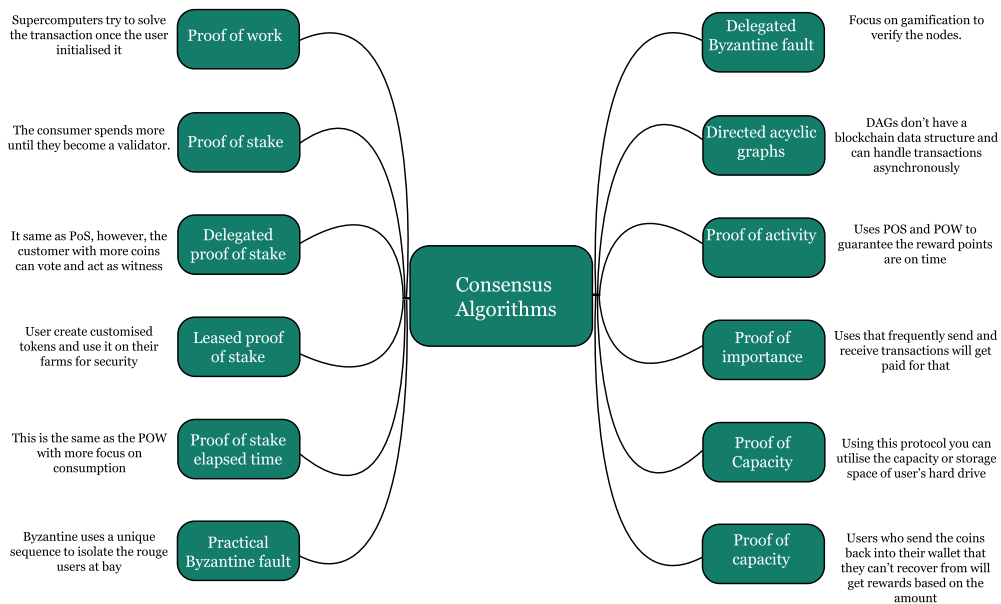 Supercomputers try to solve
the transaction once the user
initialised it
Proof of work
The consumer spends more
until they become a validator.
Proof of stake
It same as PoS, however, the
customer with more coins
can vote and act as witness
Delegated
proof of stake
User create customised
tokens and use it on their
farms for security
Leased proof
of stake
This is the same as the POW
with more focus on
consumption
Proof of stake
elapsed time
Byzantine uses a unique
sequence to isolate the rouge
users at bay
Practical
Byzantine fault
Consensus
Algorithms
Delegated
Byzantine fault
Focus on gamification to
verify the nodes.
Directed acyclic
graphs
DAGs don’t have a
blockchain data structure and
can handle transactions
asynchronously
Proof of activity
Uses POS and POW to
guarantee the reward points
are on time
Proof of
importance
Uses that frequently send and
receive transactions will get
paid for that
Proof of
Capacity
Using this protocol you can
utilise the capacity or storage
space of user’s hard drive
Proof of
capacity
Users who send the coins
back into their wallet that
they can’t recover from will
get rewards based on the
amount